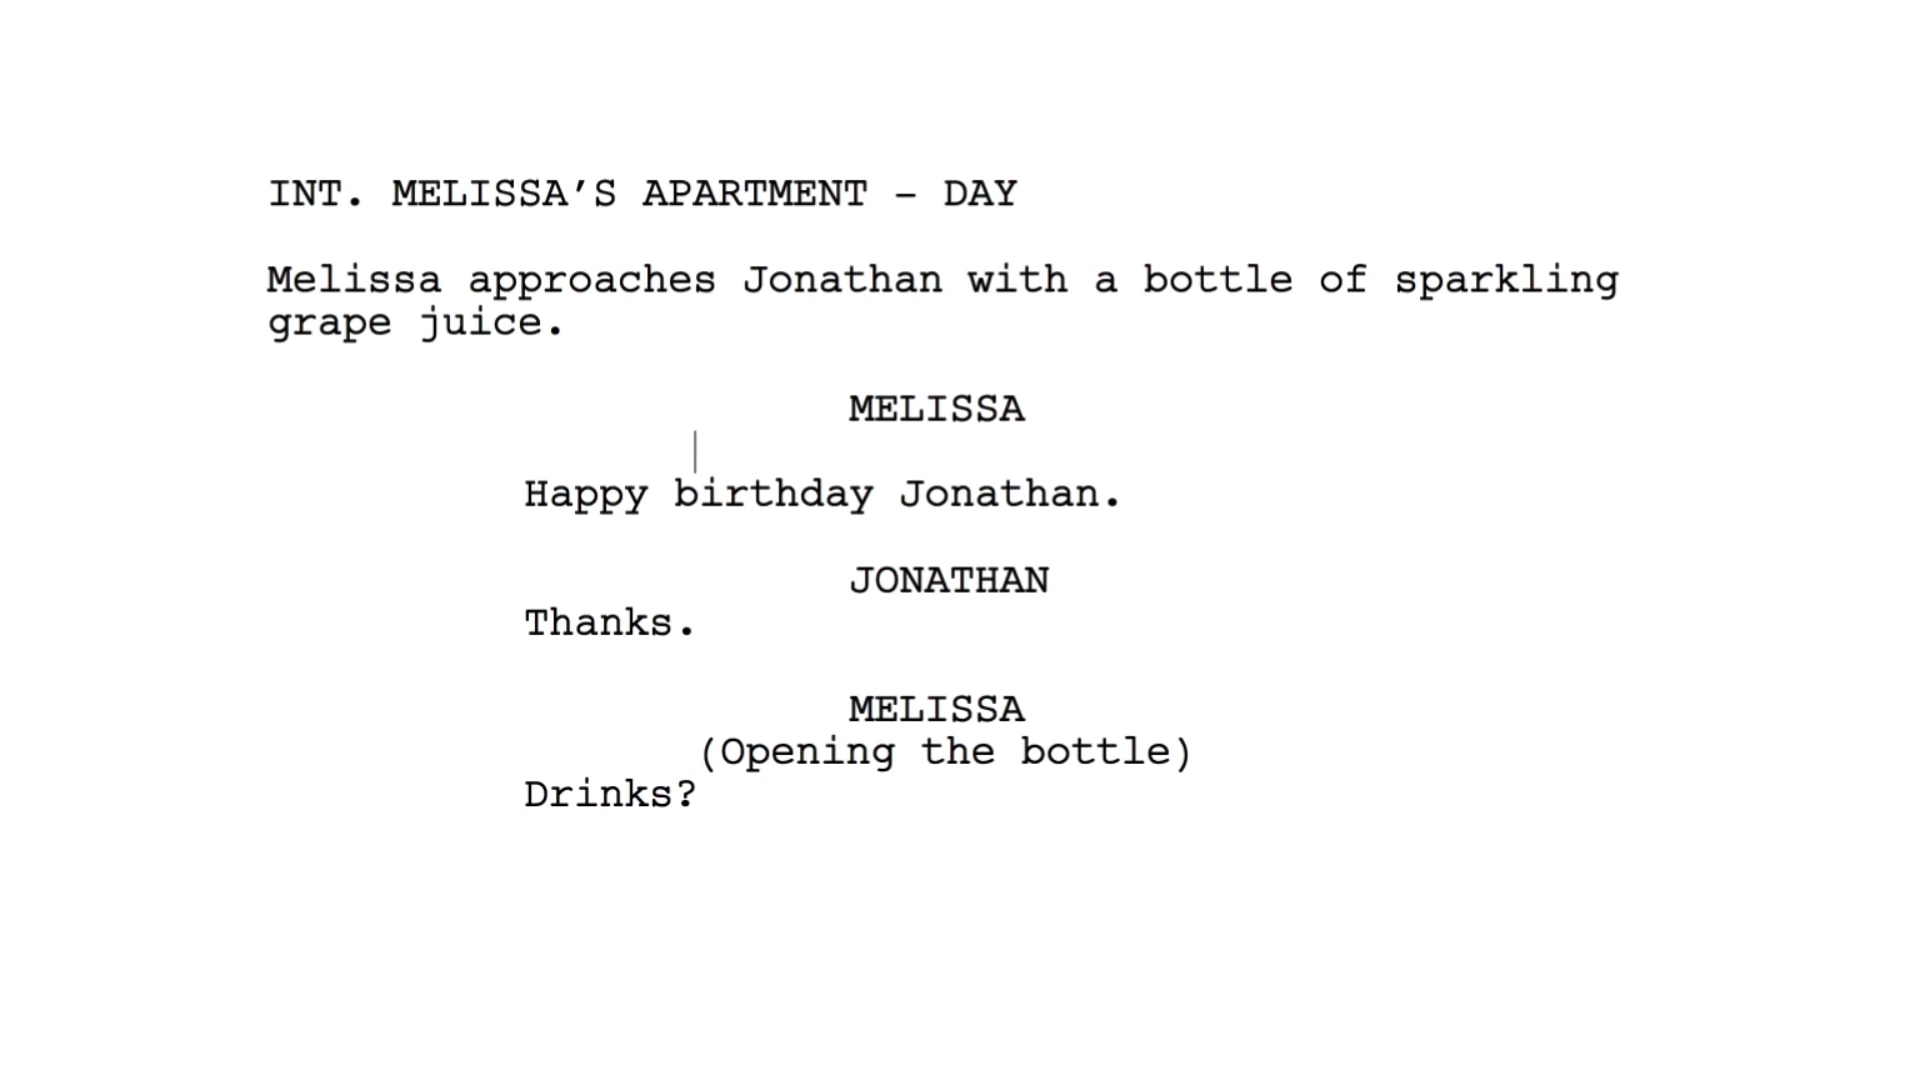 INT. MELISSA’S APARTMENT – DAY
Melissa approaches Jonathan with a bottle of sparkling
grape juice.
MELISSA
Happy birthday Jonathan.
JONATHAN
Thanks.
MELISSA
(Opening the bottle)
Drinks?